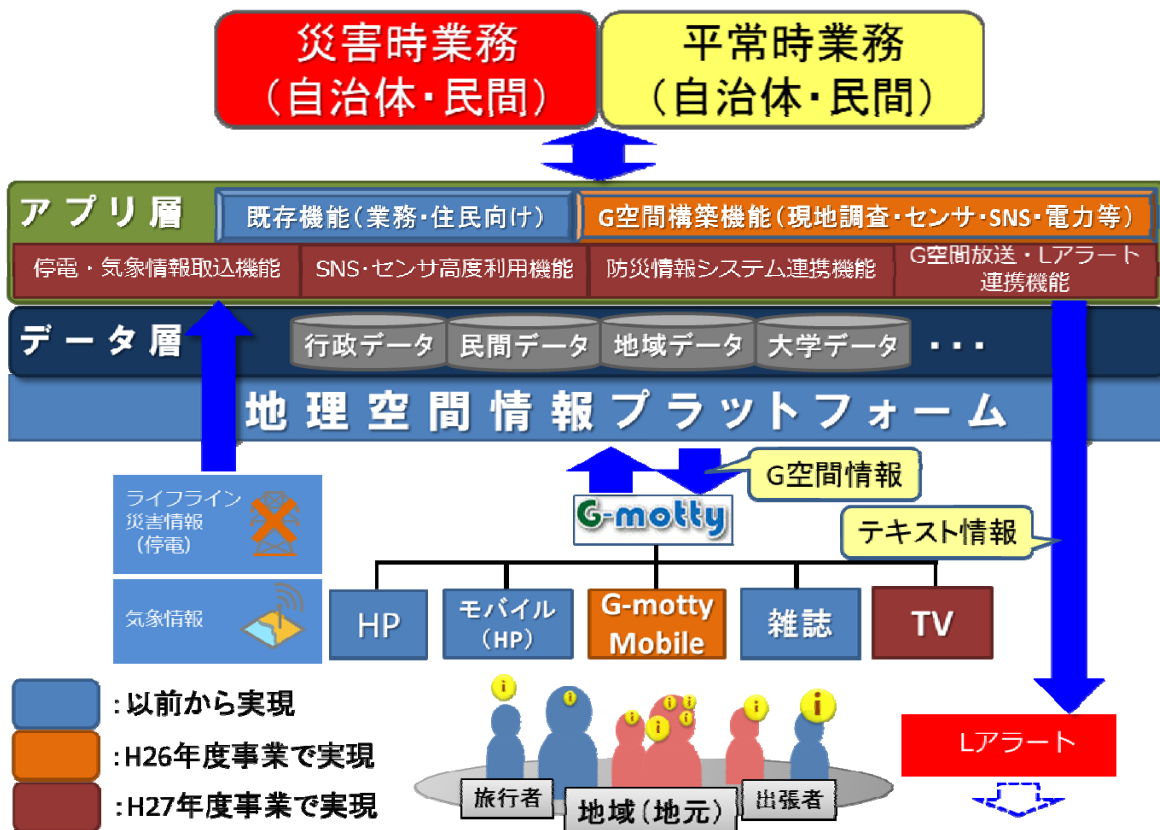 災害時業務
(自治体・民間)
平常時業務
(自治体・民間)
アプリ層
既存機能(業務・住民向け)
G空間構築機能(現地調査・センサ・SNS・電力等)
停電・気象情報取込機能
SNS・センサ高度利用機能
防災情報システム連携機能
G空間放送・Lアラート
連携機能
データ層
行政データ
民間データ
地域データ
大学データ
・・・
地理空間情報プラットフォーム
G空間情報
ライフライン
災害情報
(停電)
G-motty
テキスト情報
気象情報
HP
モバイル
(HP)
G-motty
Mobile
雑誌
TV
:以前から実現
:H26年度事業で実現
:H27年度事業で実現
i
i
i
i
i
i
i
i
i
旅行者
地域(地元)
出張者
Lアラート